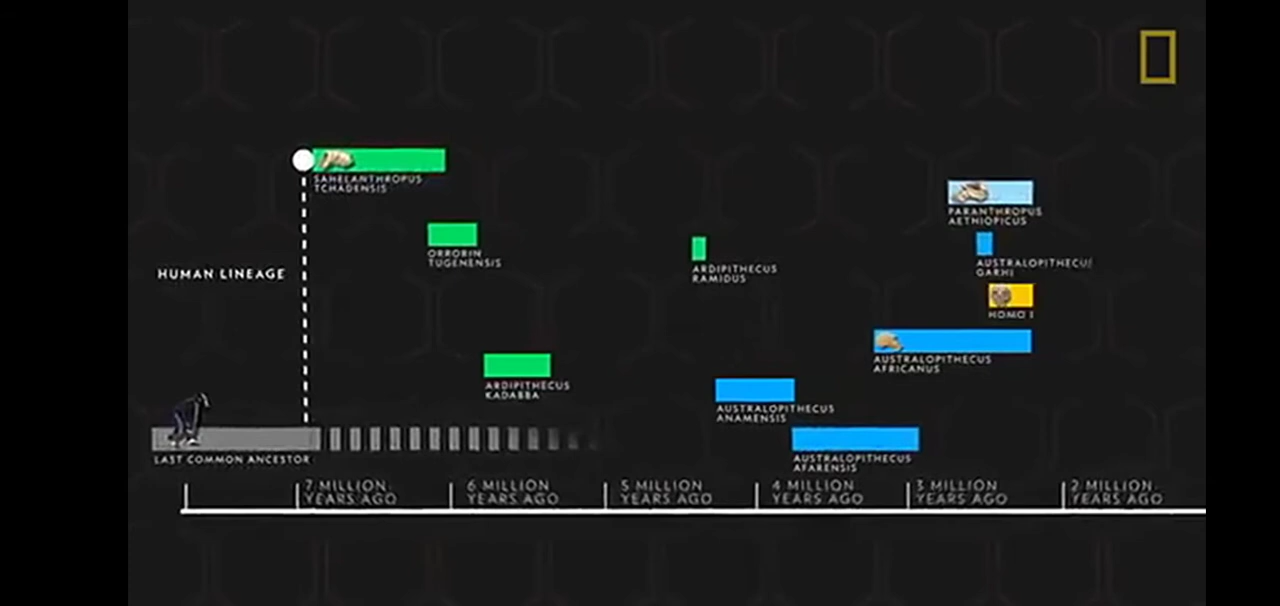 SAHELANTHROPUS
TCHADENSIS
PARANTHROPUS
AETHIOPICUS
ORRORIN
TUGENENSIS
HUMAN LINEAGE
ARDIPITHECUS
RAMIDUS
AUSTRALOPITHECU
GARHI
HOMO
AUSTRALOPITHECUS
AFRICANUS
ARDIPITHECUS
KADABBA
AUSTRALOPITHECUS
ANAMENSIS
LAST COMMON ANCESTOR
AUSTRALOPITHECUS
AFARENSIS
7 MILLION
YEARS AGO
6 MILLION
YEARS AGO
5 MILLION
YEARS AGO
4 MILLION
YEARS AGO
3 MILLION
YEARS AGO
2 MILLION
YEARS AGO